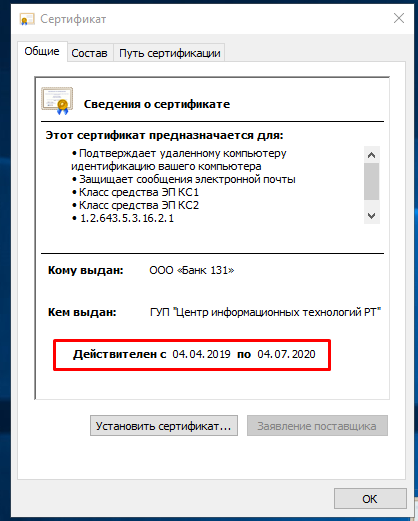 Сертификат
Общие Состав Путь сертификации
Сведения о сертификате
Этот сертификат предназначается для:
• Подтверждает удаленному компьютеру
идентификацию вашего компьютера
• Защищает сообщения электронной почты
• Класс средства ЭП КС1
• Класс средства ЭП КС2
• 1.2.643.5.3.16.2.1
Кому выдан: ООО «Банк 131»
Кем выдан: ГУП "Центр информационных технологий РТ"
Действителен с 04.04.2019 по 04.07.2020
Установить сертификат... Заявление поставщика
ОК